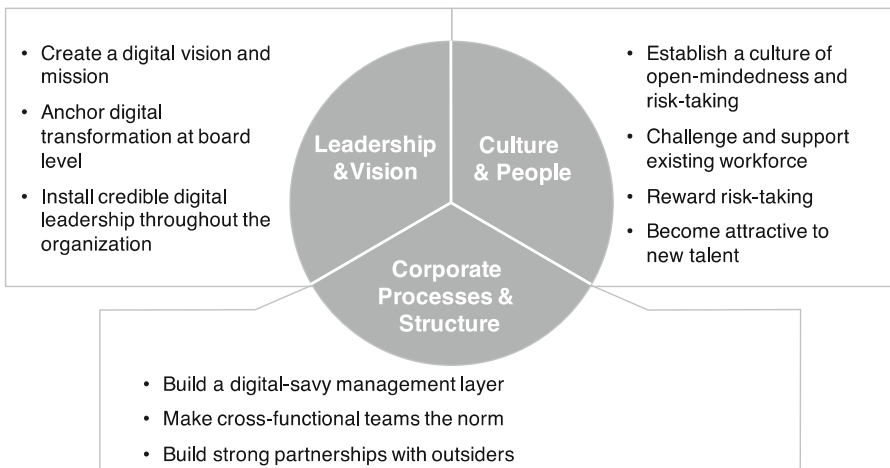 • Create a digital vision and
mission
• Anchor digital
transformation at board
level
• Install credible digital
leadership throughout the
organization
Leadership
&Vision
Culture
& People
• Establish a culture of
open-mindedness and
risk-taking
• Challenge and support
existing workforce
• Reward risk-taking
• Become attractive to
new talent
Corporate
Processes &
Structure
• Build a digital-savy management layer
• Make cross-functional teams the norm
• Build strong partnerships with outsiders